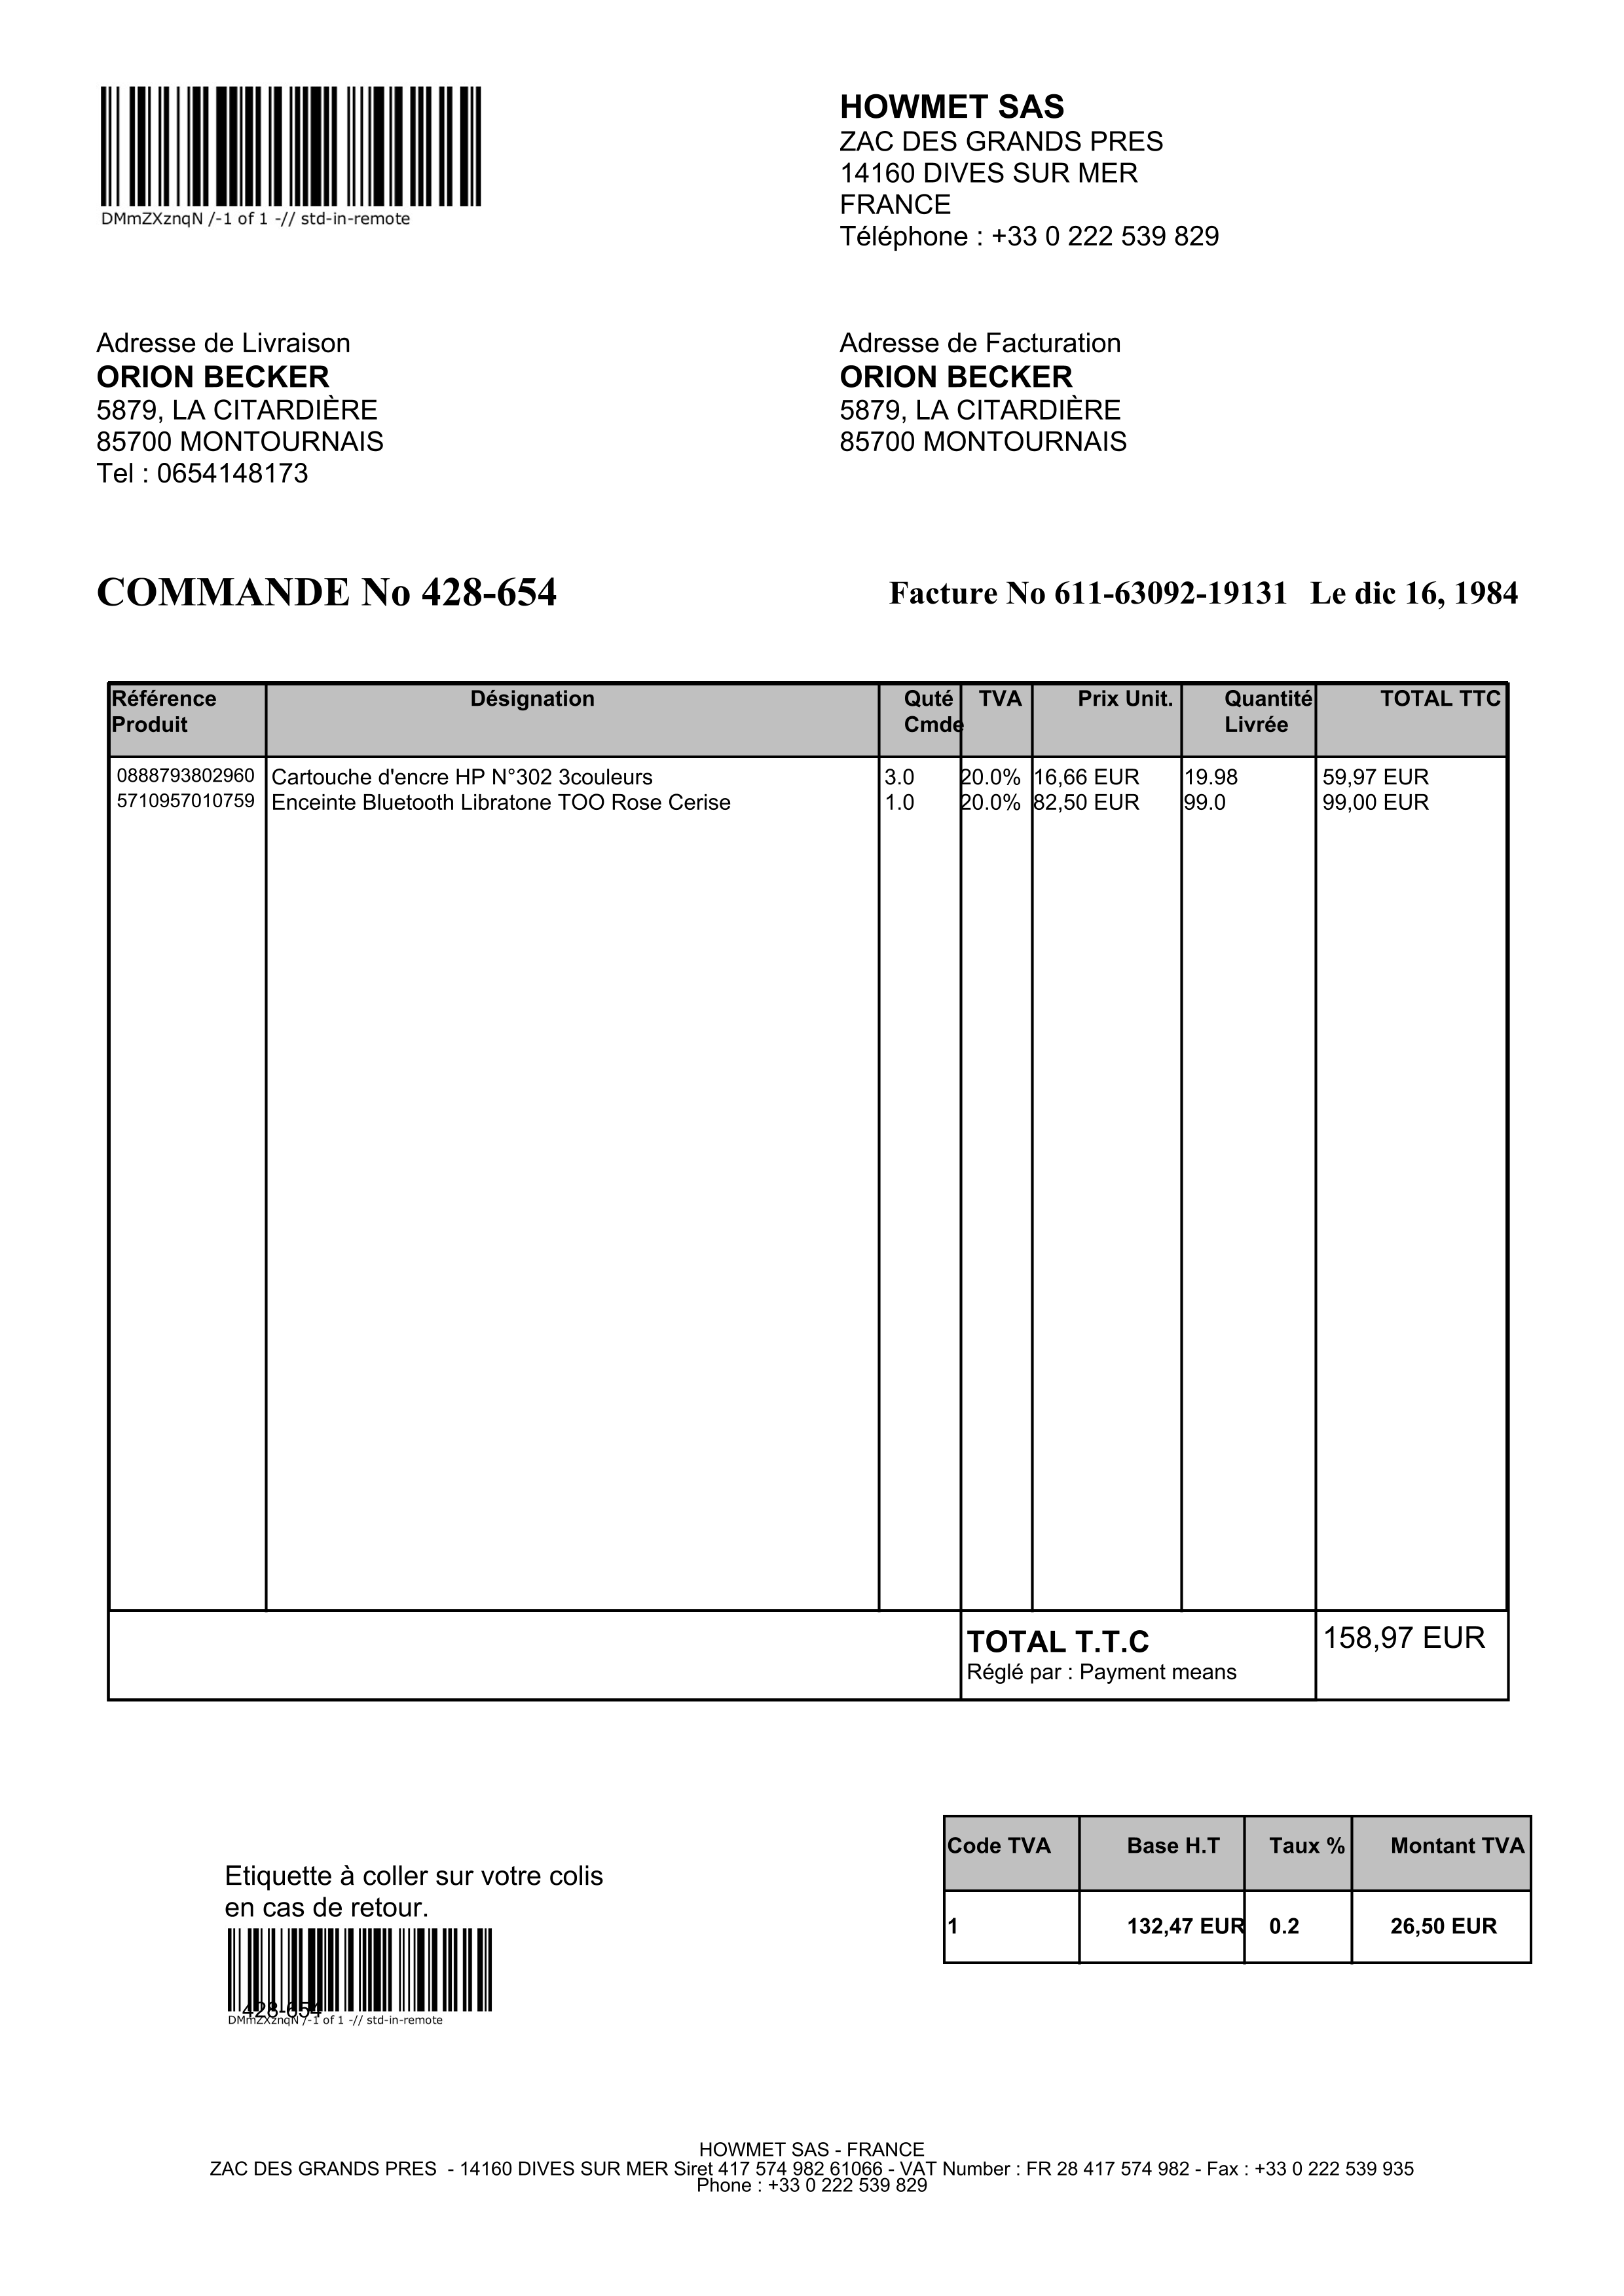 DMmZXznqN /-1 of 1 -// std-in-remote
HOWMET SAS
ZAC DES GRANDS PRES
14160 DIVES SUR MER
FRANCE
Téléphone : +33 0 222 539 829
Adresse de Livraison
ORION BECKER
5879, LA CITARDIÈRE
85700 MONTOURNAIS
Tel : 0654148173
Adresse de Facturation
ORION BECKER
5879, LA CITARDIÈRE
85700 MONTOURNAIS
COMMANDE No 428-654
Facture No 611-63092-19131 Le dic 16, 1984
Référence Produit Désignation Quté Cmde TVA Prix Unit. Quantité Livrée TOTAL TTC
0888793802960 Cartouche d'encre HP N°302 3couleurs 3.0 20.0% 16,66 EUR 19.98 59,97 EUR
5710957010759 Enceinte Bluetooth Libratone TOO Rose Cerise 1.0 20.0% 82,50 EUR 99.0 99,00 EUR
TOTAL T.T.C 158,97 EUR
Réglé par : Payment means
Code TVA Base H.T Taux % Montant TVA
1 132,47 EUR 0.2 26,50 EUR
Etiquette à coller sur votre colis
en cas de retour.
428-654
DMmZXznqN /-1 of 1 -// std-in-remote
HOWMET SAS - FRANCE
ZAC DES GRANDS PRES - 14160 DIVES SUR MER Siret 417 574 982 61066 - VAT Number : FR 28 417 574 982 - Fax : +33 0 222 539 935
Phone : +33 0 222 539 829